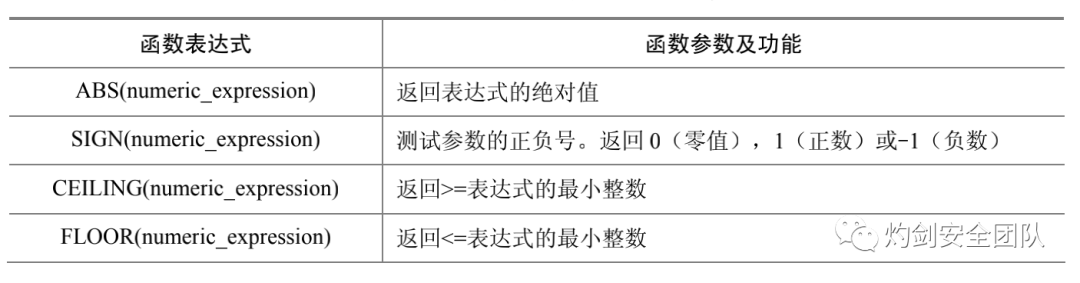 函数表达式 函数参数及功能
ABS(numeric_expression) 返回表达式的绝对值
SIGN(numeric_expression) 测试参数的正负号。返回 0（零值），1（正数）或-1（负数）
CEILING(numeric_expression) 返回>=表达式的最小整数
FLOOR(numeric_expression) 返回<=表达式的最小整数
灼剑安全团队